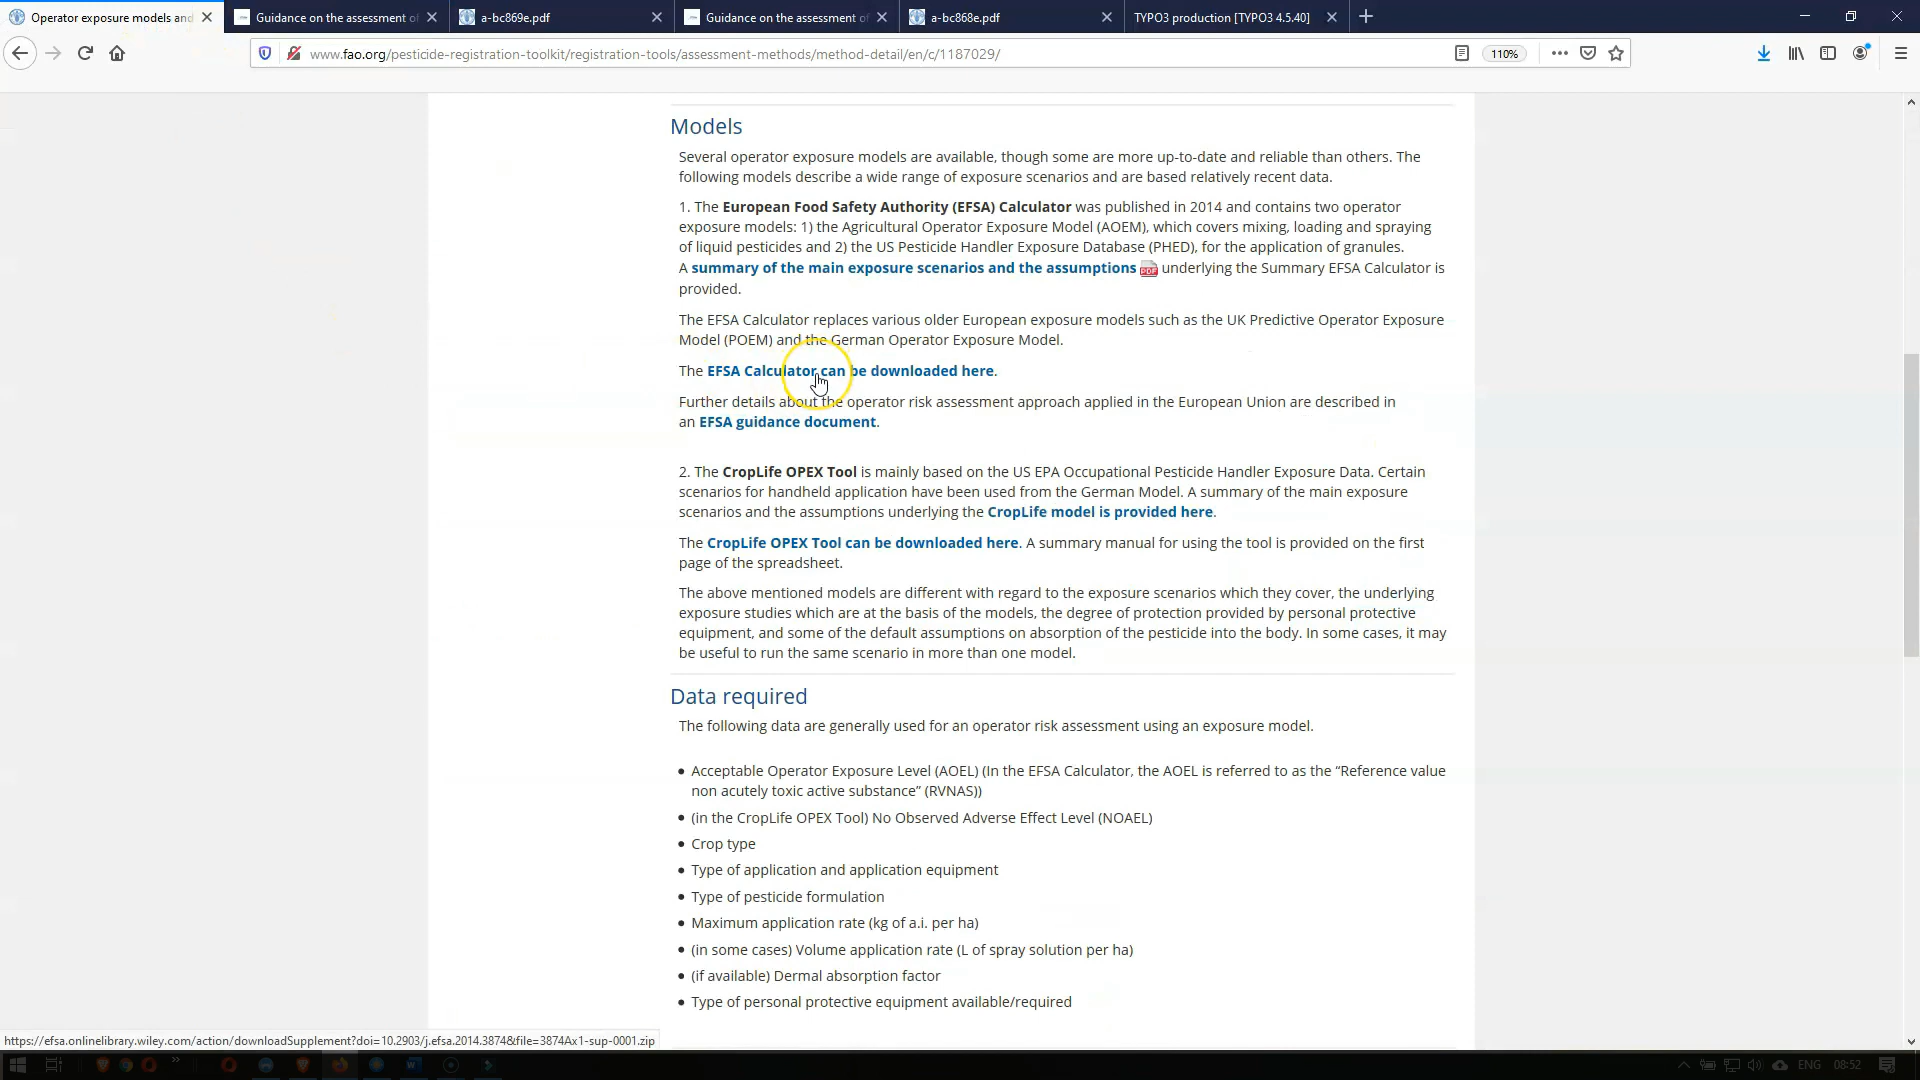 Operator exposure models and
Guidance on the assessment of
a-bc869e.pdf
Guidance on the assessment of
a-bc868e.pdf
TYPO3 production [TYPO3 4.5.40]
www.fao.org/pesticide-registration-toolkit/registration-tools/assessment-methods/method-detail/en/c/1187029/
110%
Models
Several operator exposure models are available, though some are more up-to-date and reliable than others. The
following models describe a wide range of exposure scenarios and are based relatively recent data.
1. The European Food Safety Authority (EFSA) Calculator was published in 2014 and contains two operator
exposure models: 1) the Agricultural Operator Exposure Model (AOEM), which covers mixing, loading and spraying
of liquid pesticides and 2) the US Pesticide Handler Exposure Database (PHED), for the application of granules.
A summary of the main exposure scenarios and the assumptions PDF underlying the Summary EFSA Calculator is
provided.
The EFSA Calculator replaces various older European exposure models such as the UK Predictive Operator Exposure
Model (POEM) and the German Operator Exposure Model.
The EFSA Calculator can be downloaded here.
Further details about the operator risk assessment approach applied in the European Union are described in
an EFSA guidance document.
2. The CropLife OPEX Tool is mainly based on the US EPA Occupational Pesticide Handler Exposure Data. Certain
scenarios for handheld application have been used from the German Model. A summary of the main exposure
scenarios and the assumptions underlying the CropLife model is provided here.
The CropLife OPEX Tool can be downloaded here. A summary manual for using the tool is provided on the first
page of the spreadsheet.
The above mentioned models are different with regard to the exposure scenarios which they cover, the underlying
exposure studies which are at the basis of the models, the degree of protection provided by personal protective
equipment, and some of the default assumptions on absorption of the pesticide into the body. In some cases, it may
be useful to run the same scenario in more than one model.
Data required
The following data are generally used for an operator risk assessment using an exposure model.
• Acceptable Operator Exposure Level (AOEL) (In the EFSA Calculator, the AOEL is referred to as the “Reference value
non acutely toxic active substance” (RVNAS))
• (in the CropLife OPEX Tool) No Observed Adverse Effect Level (NOAEL)
• Crop type
• Type of application and application equipment
• Type of pesticide formulation
• Maximum application rate (kg of a.i. per ha)
• (in some cases) Volume application rate (L of spray solution per ha)
• (if available) Dermal absorption factor
• Type of personal protective equipment available/required
https://efsa.onlinelibrary.wiley.com/action/downloadSupplement?doi=10.2903/j.efsa.2014.3874&file=3874Ax1-sup-0001.zip
ENG
08:52